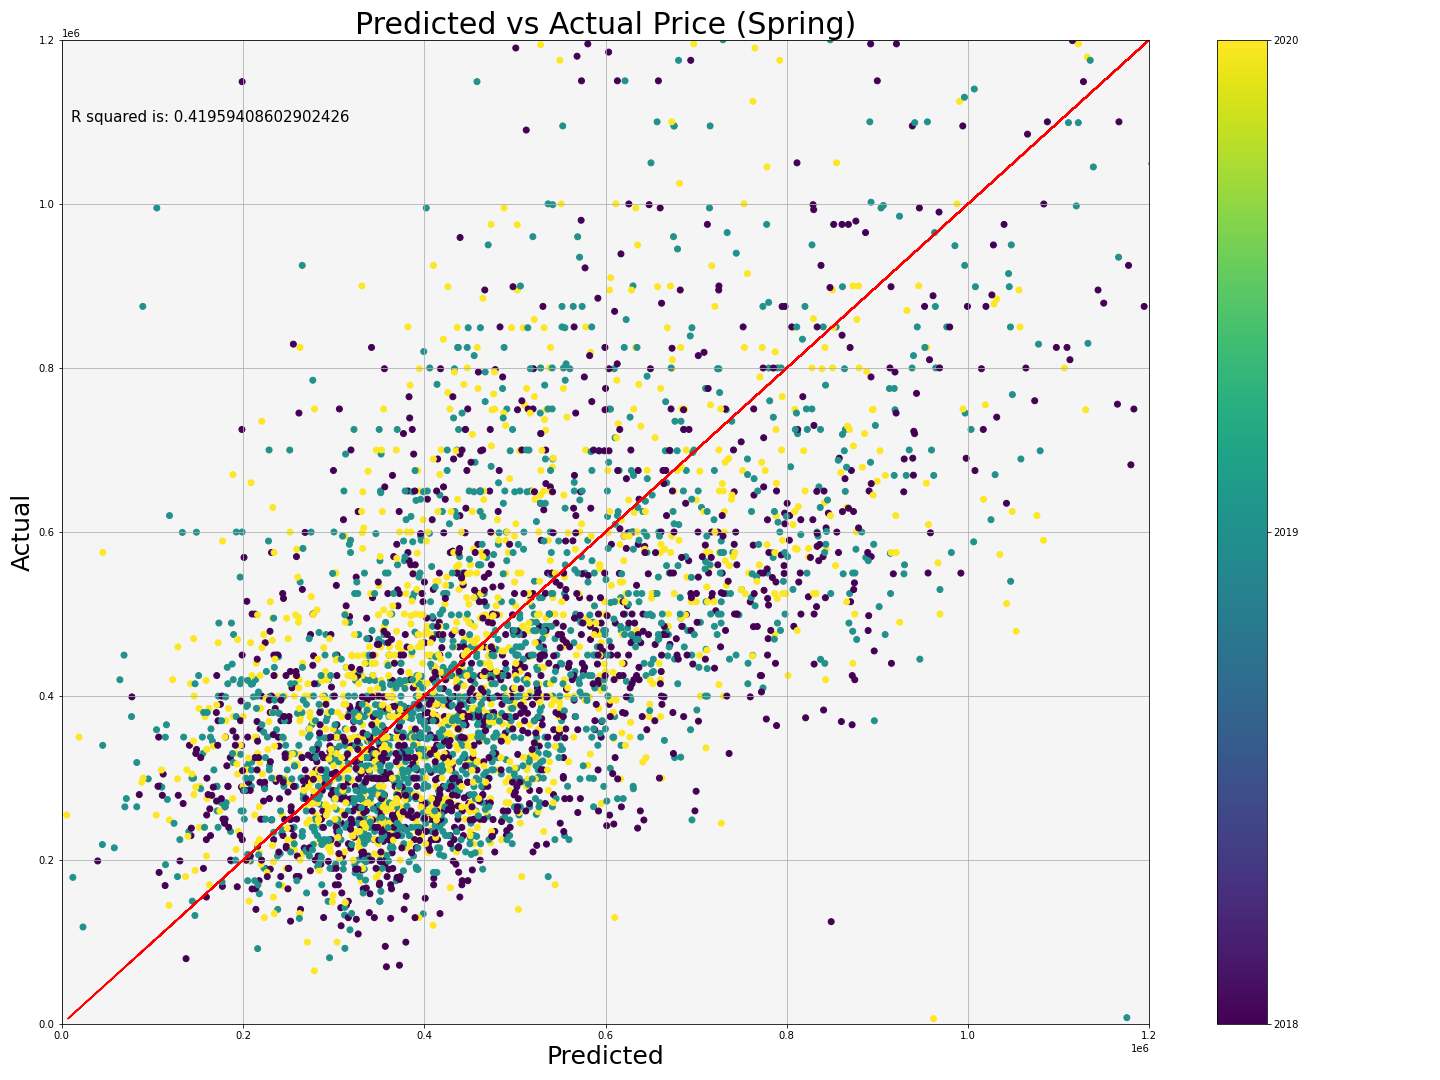 Predicted vs Actual Price (Spring)
1e6
1.2
1.0
0.8
0.6
0.4
0.2
0.0
Actual
R squared is: 0.41959408602902426
0.0 0.2 0.4 0.6 0.8 1.0 1.2
1e6
Predicted
2020
2019
2018